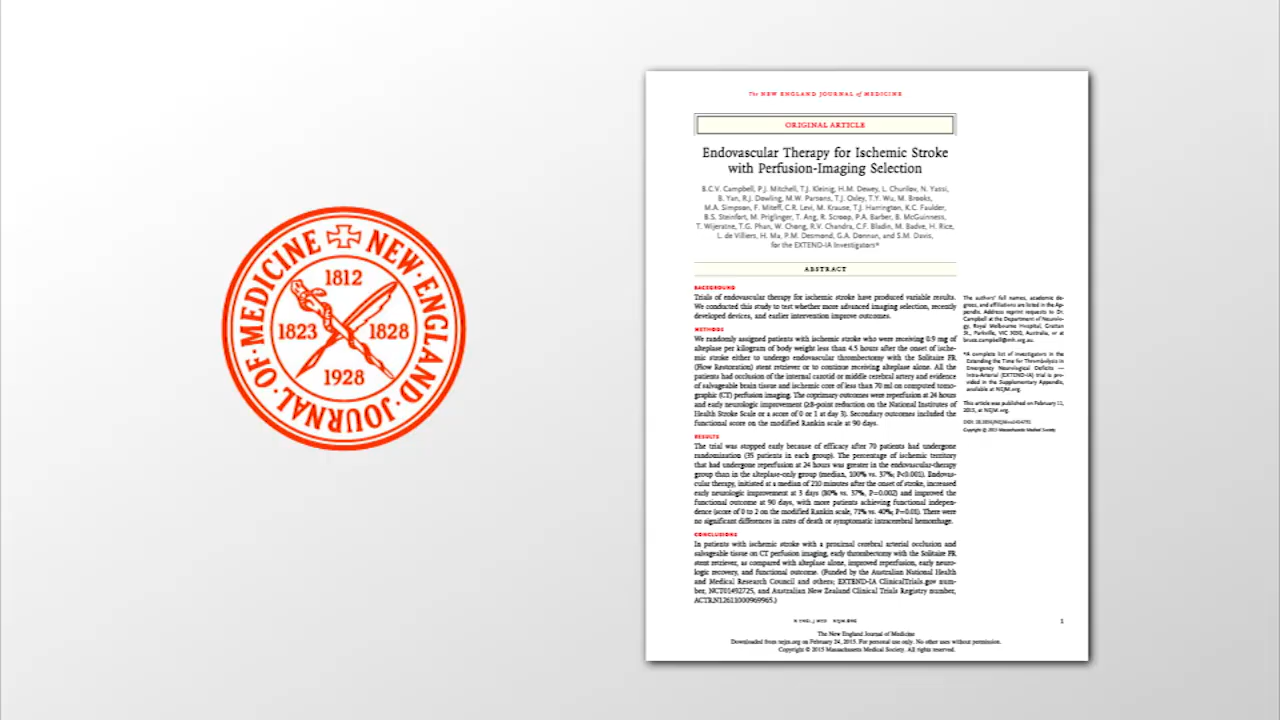 NEW·ENGLAND·JOURNAL·OF·MEDICINE
1812
1823
1828
1928
The NEW ENGLAND JOURNAL of MEDICINE
ORIGINAL ARTICLE
Endovascular Therapy for Ischemic Stroke
with Perfusion-Imaging Selection
B.C.V. Campbell, P.J. Mitchell, T.J. Kleinig, H.M. Dewey, L. Churilov, N. Yassi,
B. Yan, R.J. Dowling, M.W. Parsons, T.J. Oxley, T.Y. Wu, M. Brooks,
M.A. Simpson, F. Miteff, C.R. Levi, M. Krause, T.J. Harrington, K.C. Faulder,
B.S. Steinfort, M. Priglinger, T. Ang, R. Scroop, P.A. Barber, B. McGuinness,
T. Wijeratne, T.G. Phan, W. Chong, R.V. Chandra, C.F. Bladin, M. Badve, H. Rice,
L. de Villiers, H. Ma, P.M. Desmond, G.A. Donnan, and S.M. Davis,
for the EXTEND-IA Investigators*
ABSTRACT
BACKGROUND
Trials of endovascular therapy for ischemic stroke have produced variable results.
We conducted this study to test whether more advanced imaging selection, recently
developed devices, and earlier intervention improve outcomes.
METHODS
We randomly assigned patients with ischemic stroke who were receiving 0.9 mg of
alteplase per kilogram of body weight less than 4.5 hours after the onset of ische-
mic stroke either to undergo endovascular thrombectomy with the Solitaire FR
(Flow Restoration) stent retriever or to continue receiving alteplase alone. All the
patients had occlusion of the internal carotid or middle cerebral artery and evidence
of salvageable brain tissue and ischemic core of less than 70 ml on computed tomo-
graphic (CT) perfusion imaging. The coprimary outcomes were reperfusion at 24 hours
and early neurologic improvement (≥8-point reduction on the National Institutes of
Health Stroke Scale or a score of 0 or 1 at day 3). Secondary outcomes included the
functional score on the modified Rankin scale at 90 days.
RESULTS
The trial was stopped early because of efficacy after 70 patients had undergone
randomization (35 patients in each group). The percentage of ischemic territory
that had undergone reperfusion at 24 hours was greater in the endovascular-therapy
group than in the alteplase-only group (median, 100% vs. 37%; P<0.001). Endovas-
cular therapy, initiated at a median of 210 minutes after the onset of stroke, increased
early neurologic improvement at 3 days (80% vs. 37%, P=0.002) and improved the
functional outcome at 90 days, with more patients achieving functional indepen-
dence (score of 0 to 2 on the modified Rankin scale, 71% vs. 40%; P=0.01). There were
no significant differences in rates of death or symptomatic intracerebral hemorrhage.
CONCLUSIONS
In patients with ischemic stroke with a proximal cerebral arterial occlusion and
salvageable tissue on CT perfusion imaging, early thrombectomy with the Solitaire FR
stent retriever, as compared with alteplase alone, improved reperfusion, early neuro-
logic recovery, and functional outcome. (Funded by the Australian National Health
and Medical Research Council and others; EXTEND-IA ClinicalTrials.gov num-
ber, NCT01492725, and Australian New Zealand Clinical Trials Registry number,
ACTRN12611000969965.)
The authors' full names, academic de-
grees, and affiliations are listed in the Ap-
pendix. Address reprint requests to Dr.
Campbell at the Department of Neurolo-
gy, Royal Melbourne Hospital, Grattan
St., Parkville, VIC 3050, Australia, or at
bruce.campbell@mh.org.au.
*A complete list of investigators in the
Extending the Time for Thrombolysis in
Emergency Neurological Deficits —
Intra-Arterial (EXTEND-IA) trial is pro-
vided in the Supplementary Appendix,
available at NEJM.org.
This article was published on February 11,
2015, at NEJM.org.
Copyright © 2015 Massachusetts Medical Society.
N ENGL J MED NEJM.ORG
1
The New England Journal of Medicine
Downloaded from nejm.org on February 24, 2015. For personal use only. No other uses without permission.
Copyright © 2015 Massachusetts Medical Society. All rights reserved.